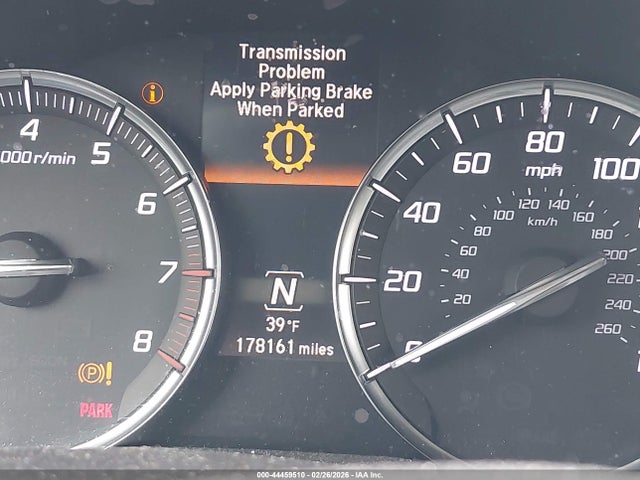 Transmission
Problem
Apply Parking Brake
When Parked
i
4
000 r/min
5
6
7
8
(P)!
PARK
N
39°F
178161 miles
0
20
40
60
80
100
mph
km/h
20
40
60
80
100
120
140
160
180
200
220
240
260
000-44459510 | 02/26/2026 | IAA Inc.